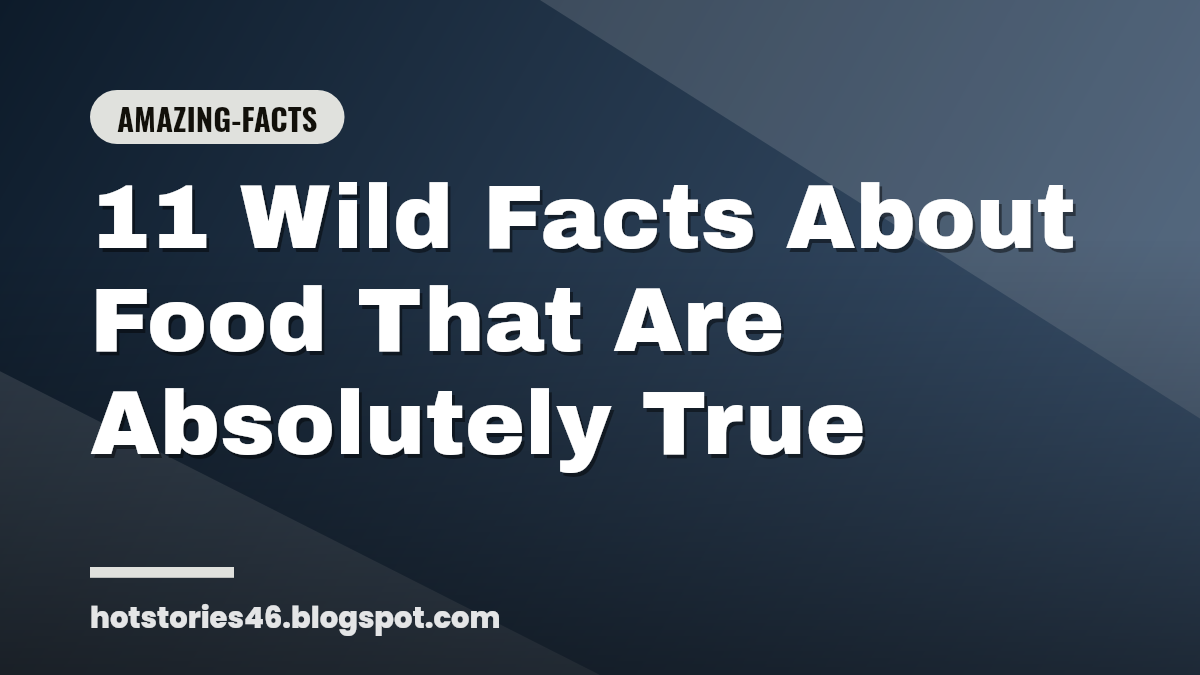 AMAZING-FACTS
11 Wild Facts About
Food That Are
Absolutely True
hotstories46.blogspot.com